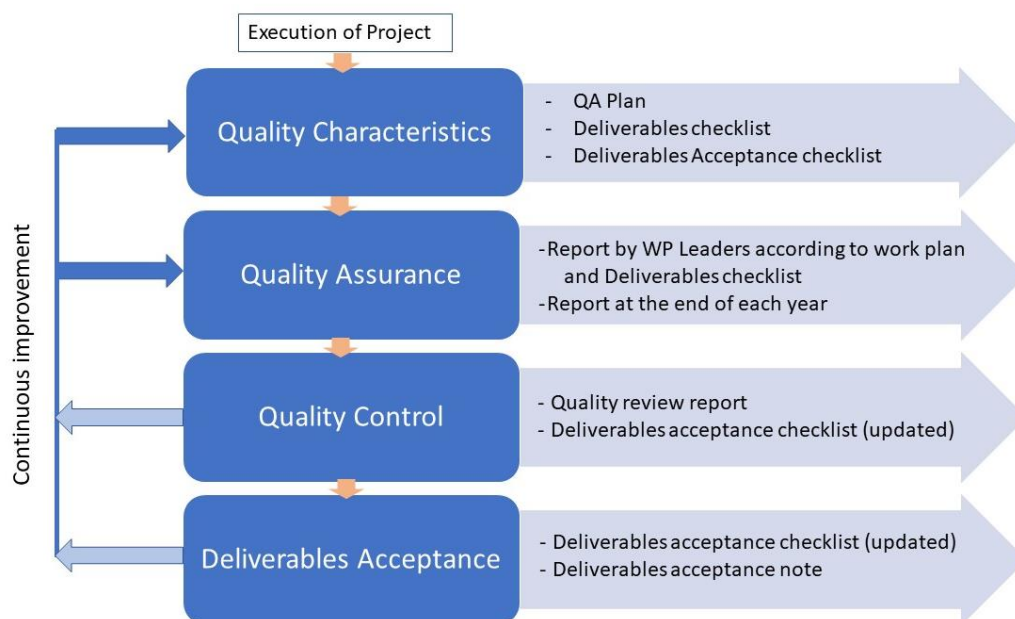 Execution of Project
Quality Characteristics
- QA Plan
- Deliverables checklist
- Deliverables Acceptance checklist
Continuous improvement
Quality Assurance
-Report by WP Leaders according to work plan
and Deliverables checklist
-Report at the end of each year
Quality Control
- Quality review report
- Deliverables acceptance checklist (updated)
Deliverables Acceptance
- Deliverables acceptance checklist (updated)
- Deliverables acceptance note